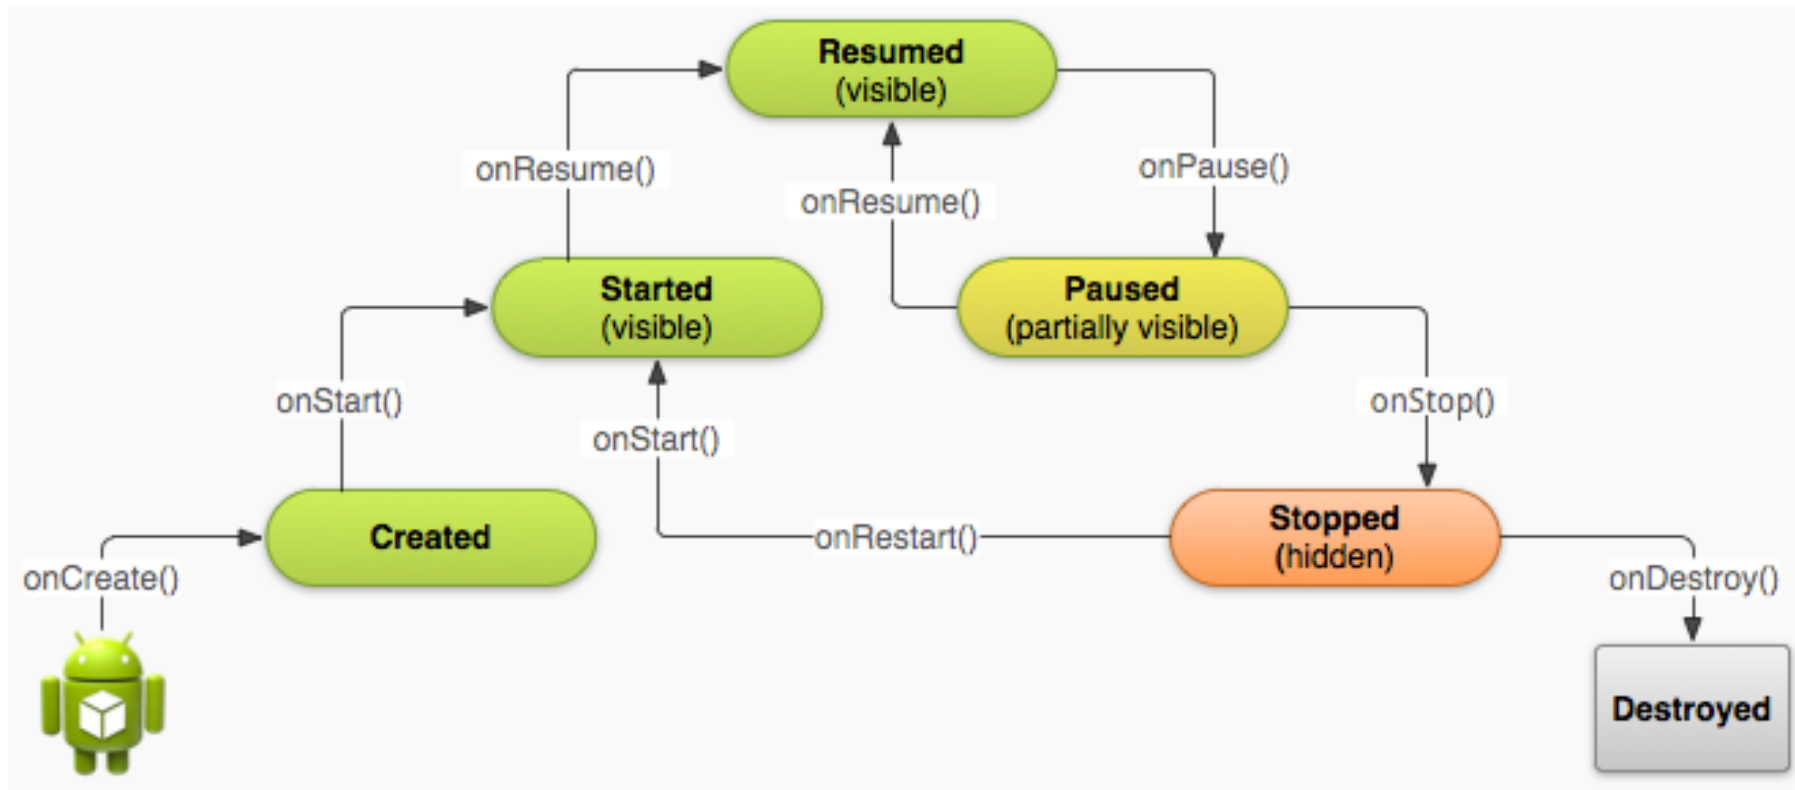 Resumed
(visible)
onResume()
onPause()
onResume()
Started
(visible)
Paused
(partially visible)
onStart()
onStop()
onStart()
Created
onRestart()
Stopped
(hidden)
onCreate()
onDestroy()
Destroyed